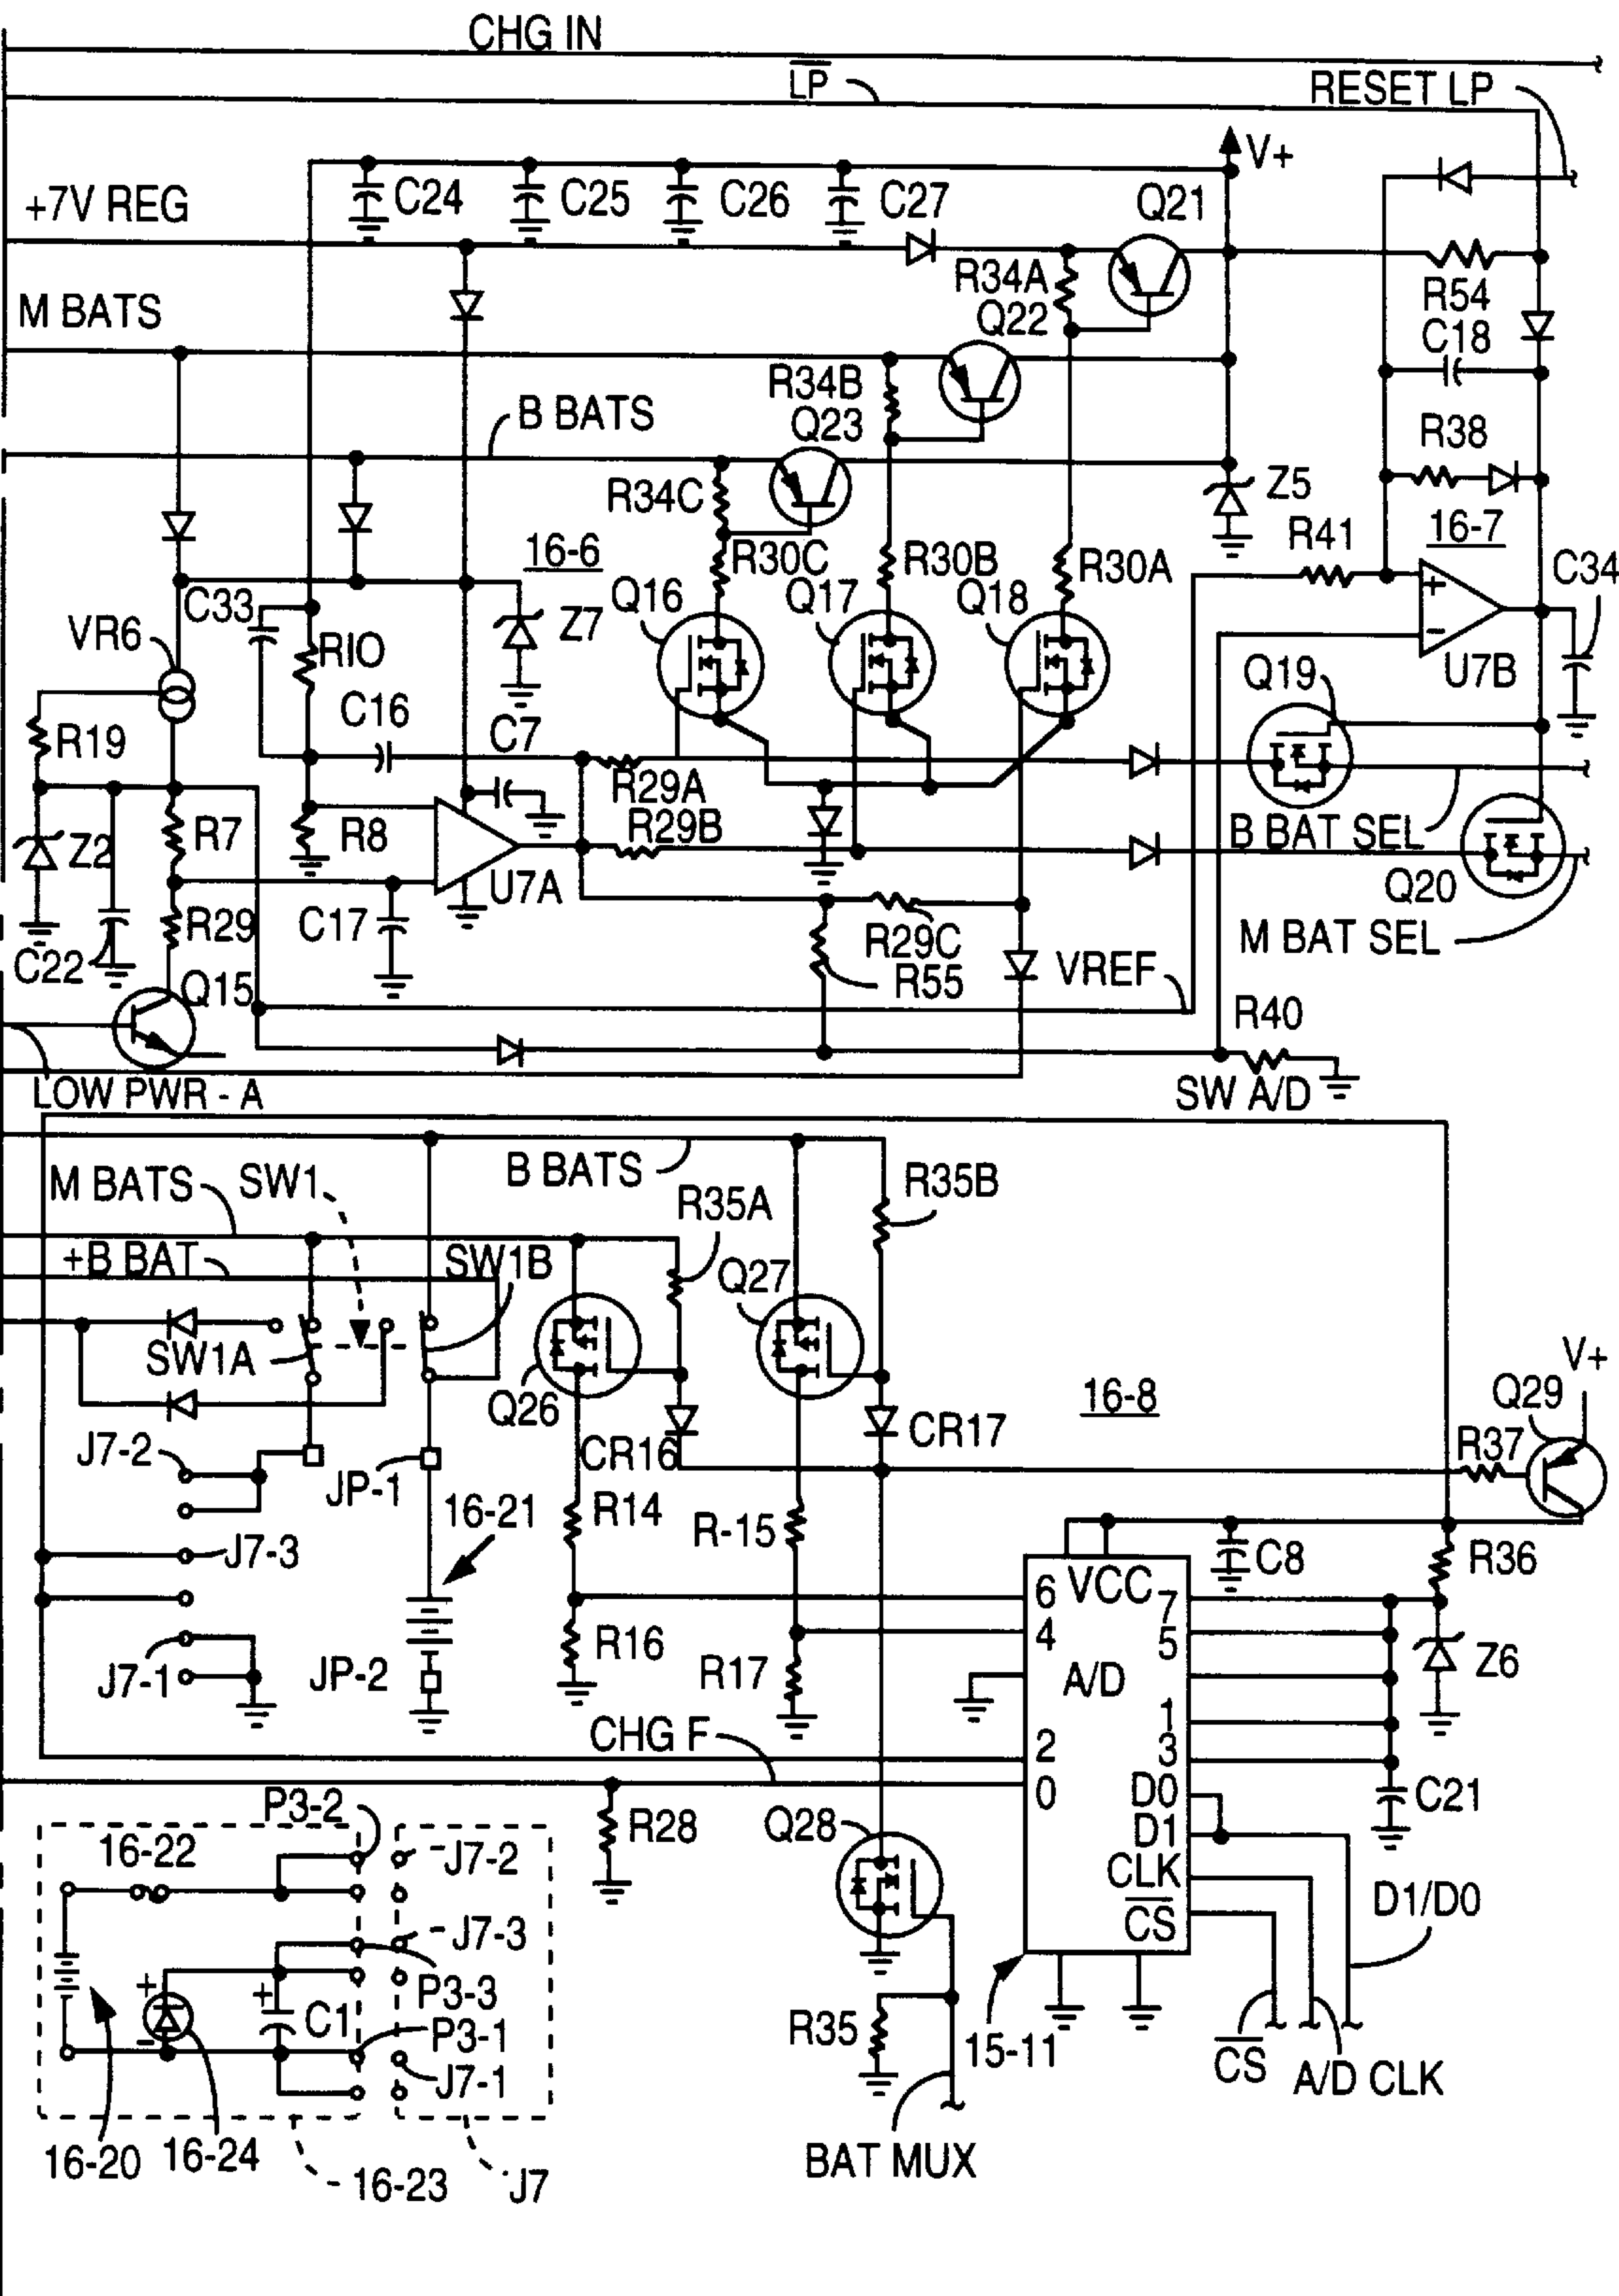 CHG IN
LP
RESET LP
V+
+7V REG
C24
C25
C26
C27
Q21
M BATS
R34A
Q22
R54
C18
R34B
Q23
B BATS
R38
R34C
Z5
16-6
R30C
R30B
R30A
R41
16-7
C34
C33
Q16
Q17
Q18
VR6
Z7
+
-
RIO
Q19
U7B
C16
C7
R19
R29A
R8
R29B
B BAT SEL
Z2
R7
U7A
Q20
R29
C17
R29C
M BAT SEL
C22
Q15
R55
VREF
R40
LOW PWR - A
SW A/D
M BATS
SW1
B BATS
R35A
R35B
+B BAT
SW1B
Q27
SW1A
V+
Q26
16-8
Q29
J7-2
CR16
CR17
R37
JP-1
16-21
R14
R-15
J7-3
C8
R36
6
VCC
7
4
5
R16
R17
A/D
Z6
J7-1
JP-2
1
CHG F
2
3
0
D0
C21
P3-2
R28
Q28
D1
16-22
J7-2
CLK
D1/D0
CS
J7-3
+
+
C1
P3-3
-
P3-1
R35
15-11
J7-1
CS
A/D CLK
16-20
16-24
16-23
J7
BAT MUX